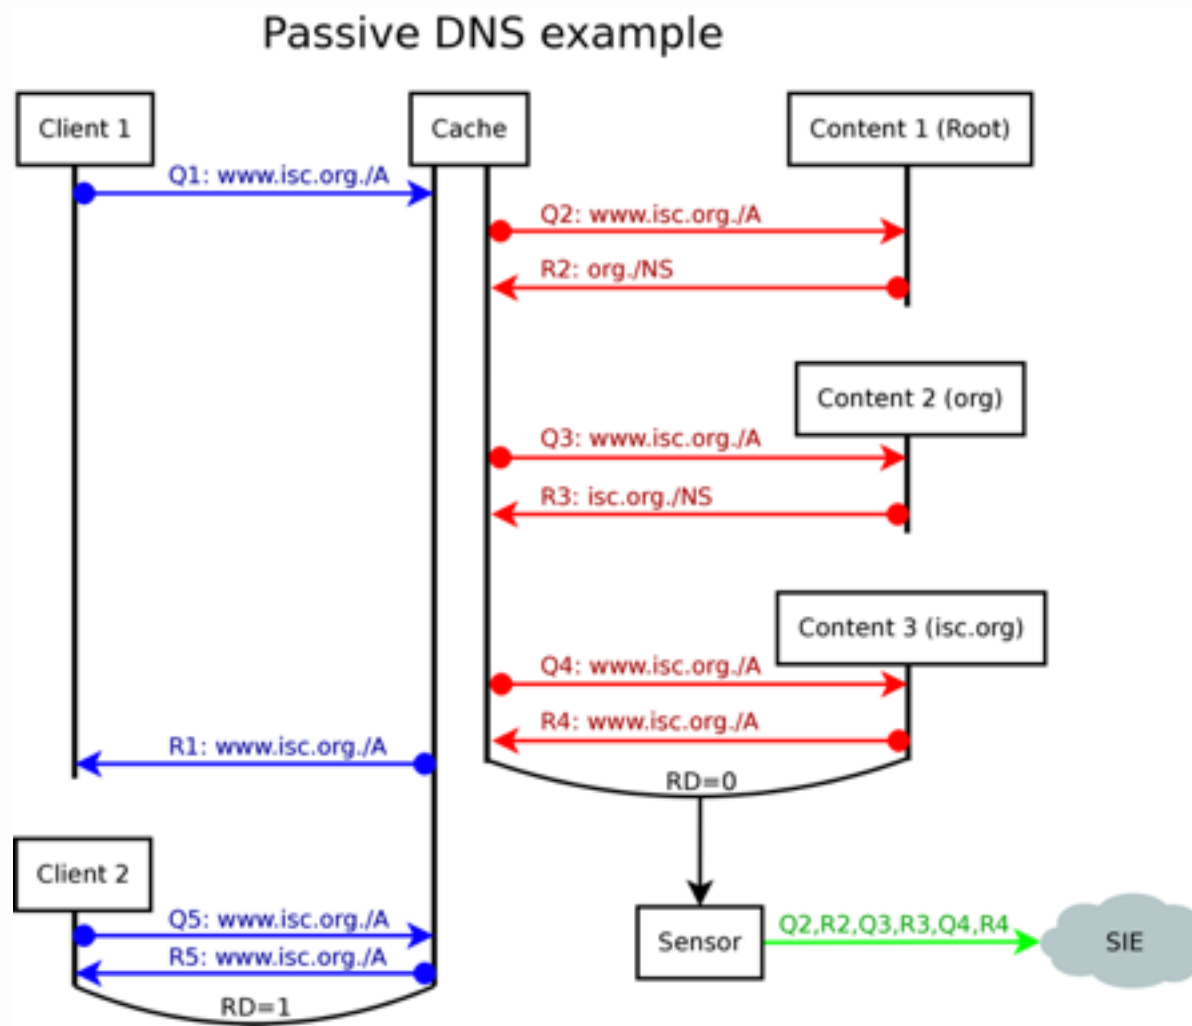 Passive DNS example
Client 1
Cache
Content 1 (Root)
Q1: www.isc.org./A
Q2: www.isc.org./A
R2: org./NS
Content 2 (org)
Q3: www.isc.org./A
R3: isc.org./NS
Content 3 (isc.org)
Q4: www.isc.org./A
R4: www.isc.org./A
R1: www.isc.org./A
RD=0
Client 2
Q5: www.isc.org./A
R5: www.isc.org./A
RD=1
Sensor
Q2,R2,Q3,R3,Q4,R4
SIE